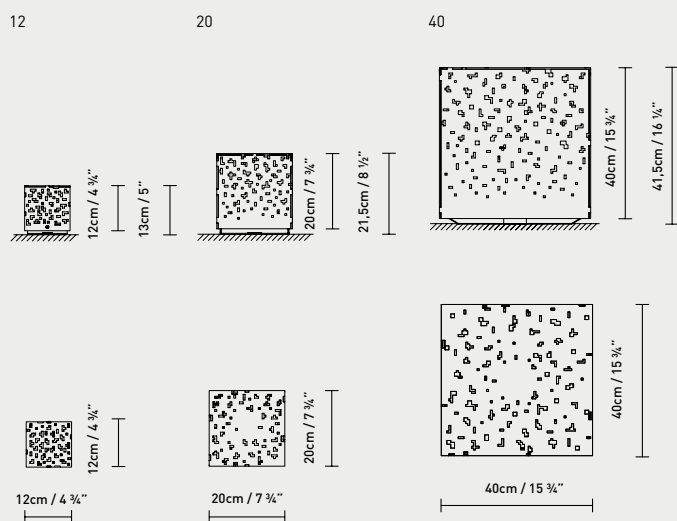 12
20
40
12cm / 4 ¾”
13cm / 5”
20cm / 7 ¾”
21,5cm / 8 ½”
40cm / 15 ¾”
41,5cm / 16 ¼”
12cm / 4 ¾”
20cm / 7 ¾”
40cm / 15 ¾”
12cm / 4 ¾”
20cm / 7 ¾”
40cm / 15 ¾”